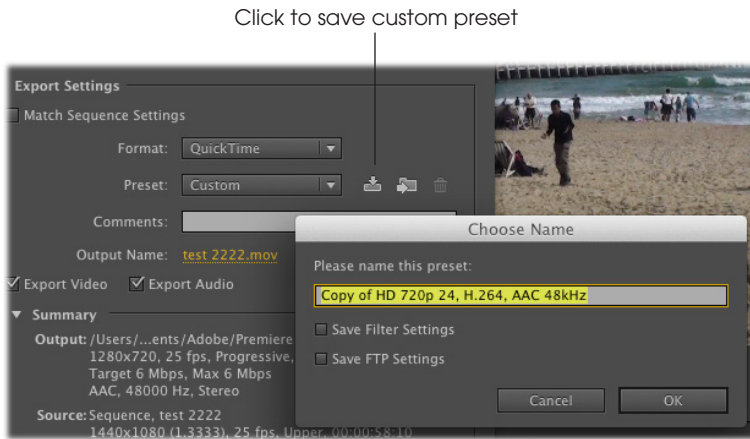 Click to save custom preset
Export Settings
Match Sequence Settings
Format: QuickTime
Preset: Custom
Comments:
Output Name: test 2222.mov
Export Video Export Audio
Summary
Output: /Users/...ents/Adobe/Premiere
1280x720, 25 fps, Progressive,
Target 6 Mbps, Max 6 Mbps
AAC, 48000 Hz, Stereo
Source: Sequence, test 2222
1440x1080 (1.3333), 25 fps, Upper, 00:00:58:10
Choose Name
Please name this preset:
Copy of HD 720p 24, H.264, AAC 48kHz
Save Filter Settings
Save FTP Settings
Cancel OK